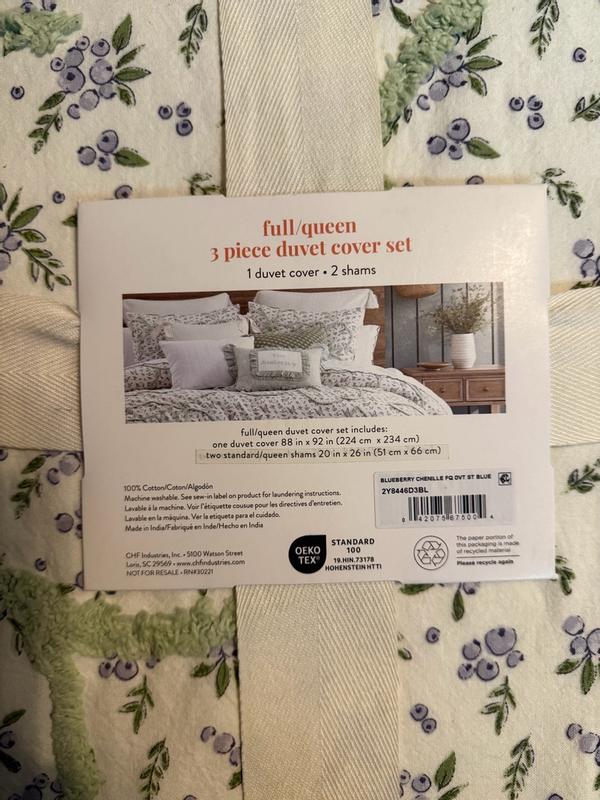 full/queen
3 piece duvet cover set
1 duvet cover • 2 shams
full/queen duvet cover set includes:
one duvet cover 88 in x 92 in (224 cm x 234 cm)
two standard/queen shams 20 in x 26 in (51 cm x 66 cm)
100% Cotton/Coton/Algodón
Machine washable. See sew-in label on product for laundering instructions.
Lavable à la machine. Voir l'étiquette cousue pour les directives d'entretien.
Lavable en la máquina. Ver la etiqueta para el cuidado.
Made in India/Fabriqué en Inde/Hecho en India
CHF Industries, Inc. • 5100 Watson Street
Loris, SC 29569 • www.chfindustries.com
NOT FOR RESALE • RN#30221
BLUEBERRY CHENILLE FQ DVT ST BLUE
2Y8446D3BL
0 42075 67500 4
OEKO
TEX®
STANDARD
100
19.HIN.73178
HOHENSTEIN HTTI
The paper portion of
this packaging is made
of recycled material
Please recycle again